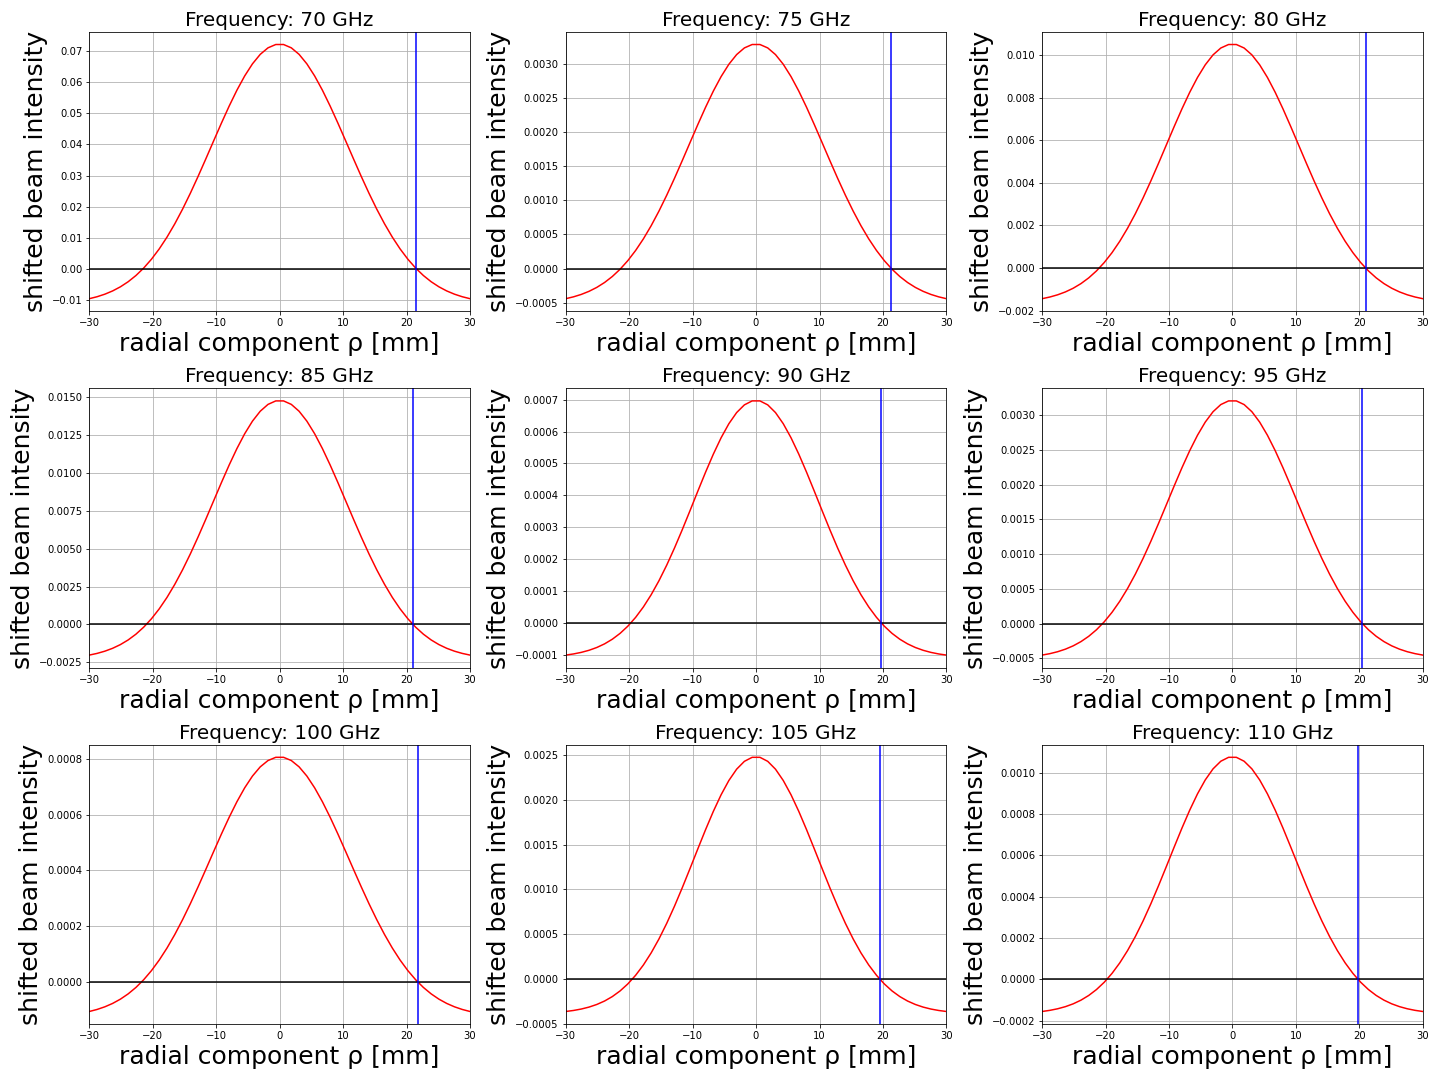 Frequency: 70 GHz
shifted beam intensity
0.07
0.06
0.05
0.04
0.03
0.02
0.01
0.00
−0.01
−30 −20 −10 0 10 20 30
radial component ρ [mm]
Frequency: 75 GHz
shifted beam intensity
0.0030
0.0025
0.0020
0.0015
0.0010
0.0005
0.0000
−0.0005
−30 −20 −10 0 10 20 30
radial component ρ [mm]
Frequency: 80 GHz
shifted beam intensity
0.010
0.008
0.006
0.004
0.002
0.000
−0.002
−30 −20 −10 0 10 20 30
radial component ρ [mm]
Frequency: 85 GHz
shifted beam intensity
0.0150
0.0125
0.0100
0.0075
0.0050
0.0025
0.0000
−0.0025
−30 −20 −10 0 10 20 30
radial component ρ [mm]
Frequency: 90 GHz
shifted beam intensity
0.0007
0.0006
0.0005
0.0004
0.0003
0.0002
0.0001
0.0000
−0.0001
−30 −20 −10 0 10 20 30
radial component ρ [mm]
Frequency: 95 GHz
shifted beam intensity
0.0030
0.0025
0.0020
0.0015
0.0010
0.0005
0.0000
−0.0005
−30 −20 −10 0 10 20 30
radial component ρ [mm]
Frequency: 100 GHz
shifted beam intensity
0.0008
0.0006
0.0004
0.0002
0.0000
−30 −20 −10 0 10 20 30
radial component ρ [mm]
Frequency: 105 GHz
shifted beam intensity
0.0025
0.0020
0.0015
0.0010
0.0005
0.0000
−0.0005
−30 −20 −10 0 10 20 30
radial component ρ [mm]
Frequency: 110 GHz
shifted beam intensity
0.0010
0.0008
0.0006
0.0004
0.0002
0.0000
−0.0002
−30 −20 −10 0 10 20 30
radial component ρ [mm]